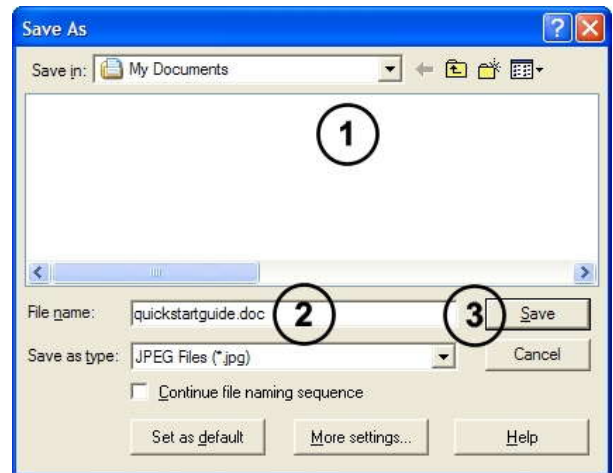 Save As
Save in: My Documents
1
File name: quickstartguide.doc 2 3 Save
Save as type: JPEG Files (*.jpg) Cancel
Continue file naming sequence
Set as default More settings... Help